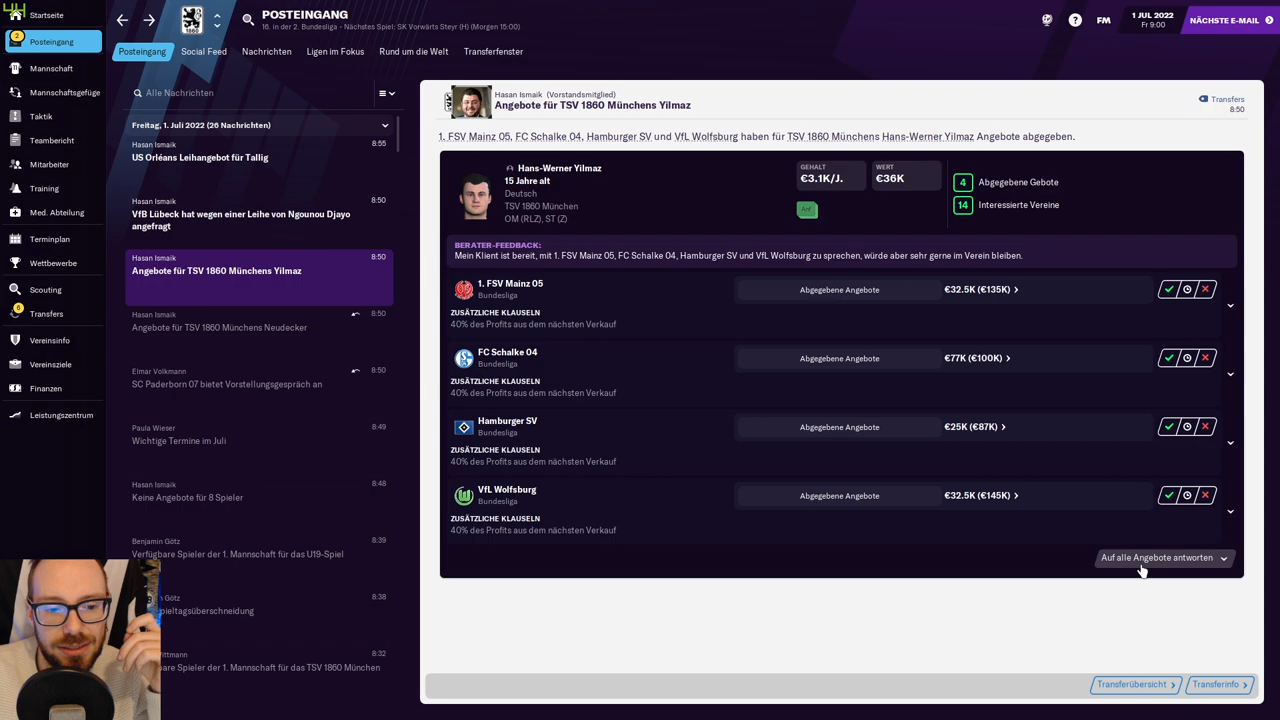 Startseite
2
Posteingang
Mannschaft
Mannschaftsgefüge
Taktik
Teambericht
Mitarbeiter
Training
Med. Abteilung
Terminplan
Wettbewerbe
Scouting
6
Transfers
Vereinsinfo
Vereinsziele
Finanzen
Leistungszentrum
POSTEINGANG
16. in der 2. Bundesliga - Nächstes Spiel: SK Vorwärts Steyr (H) (Morgen 15:00)
FM
1 JUL 2022
Fr 9:00
NÄCHSTE E-MAIL
Posteingang
Social Feed
Nachrichten
Ligen im Fokus
Rund um die Welt
Transferfenster
Alle Nachrichten
Freitag, 1. Juli 2022 (26 Nachrichten)
Hasan Ismaik 8:55
US Orléans Leihangebot für Tallig
Hasan Ismaik 8:50
VfB Lübeck hat wegen einer Leihe von Ngounou Djayo
angefragt
Hasan Ismaik 8:50
Angebote für TSV 1860 Münchens Yilmaz
Hasan Ismaik 8:50
Angebote für TSV 1860 Münchens Neudecker
Elmar Volkmann 8:50
SC Paderborn 07 bietet Vorstellungsgespräch an
Paula Wieser 8:49
Wichtige Termine im Juli
Hasan Ismaik 8:48
Keine Angebote für 8 Spieler
Benjamin Götz 8:39
Verfügbare Spieler der 1. Mannschaft für das U19-Spiel
Götz 8:38
pieltagsüberschneidung
ittmann 8:32
bare Spieler der 1. Mannschaft für das TSV 1860 München
Hasan Ismaik (Vorstandsmitglied)
Angebote für TSV 1860 Münchens Yilmaz
Transfers
8:50
1. FSV Mainz 05, FC Schalke 04, Hamburger SV und VfL Wolfsburg haben für TSV 1860 Münchens Hans-Werner Yilmaz Angebote abgegeben.
Hans-Werner Yilmaz
15 Jahre alt
Deutsch
TSV 1860 München
OM (RLZ), ST (Z)
GEHALT
€3.1K/J.
WERT
€36K
Anf
4 Abgegebene Gebote
14 Interessierte Vereine
BERATER-FEEDBACK:
Mein Klient ist bereit, mit 1. FSV Mainz 05, FC Schalke 04, Hamburger SV und VfL Wolfsburg zu sprechen, würde aber sehr gerne im Verein bleiben.
1. FSV Mainz 05
Bundesliga
Abgegebene Angebote €32.5K (€135K)
ZUSÄTZLICHE KLAUSELN
40% des Profits aus dem nächsten Verkauf
FC Schalke 04
Bundesliga
Abgegebene Angebote €77K (€100K)
ZUSÄTZLICHE KLAUSELN
40% des Profits aus dem nächsten Verkauf
Hamburger SV
Bundesliga
Abgegebene Angebote €25K (€87K)
ZUSÄTZLICHE KLAUSELN
40% des Profits aus dem nächsten Verkauf
VfL Wolfsburg
Bundesliga
Abgegebene Angebote €32.5K (€145K)
ZUSÄTZLICHE KLAUSELN
40% des Profits aus dem nächsten Verkauf
Auf alle Angebote antworten
Transferübersicht
Transferinfo